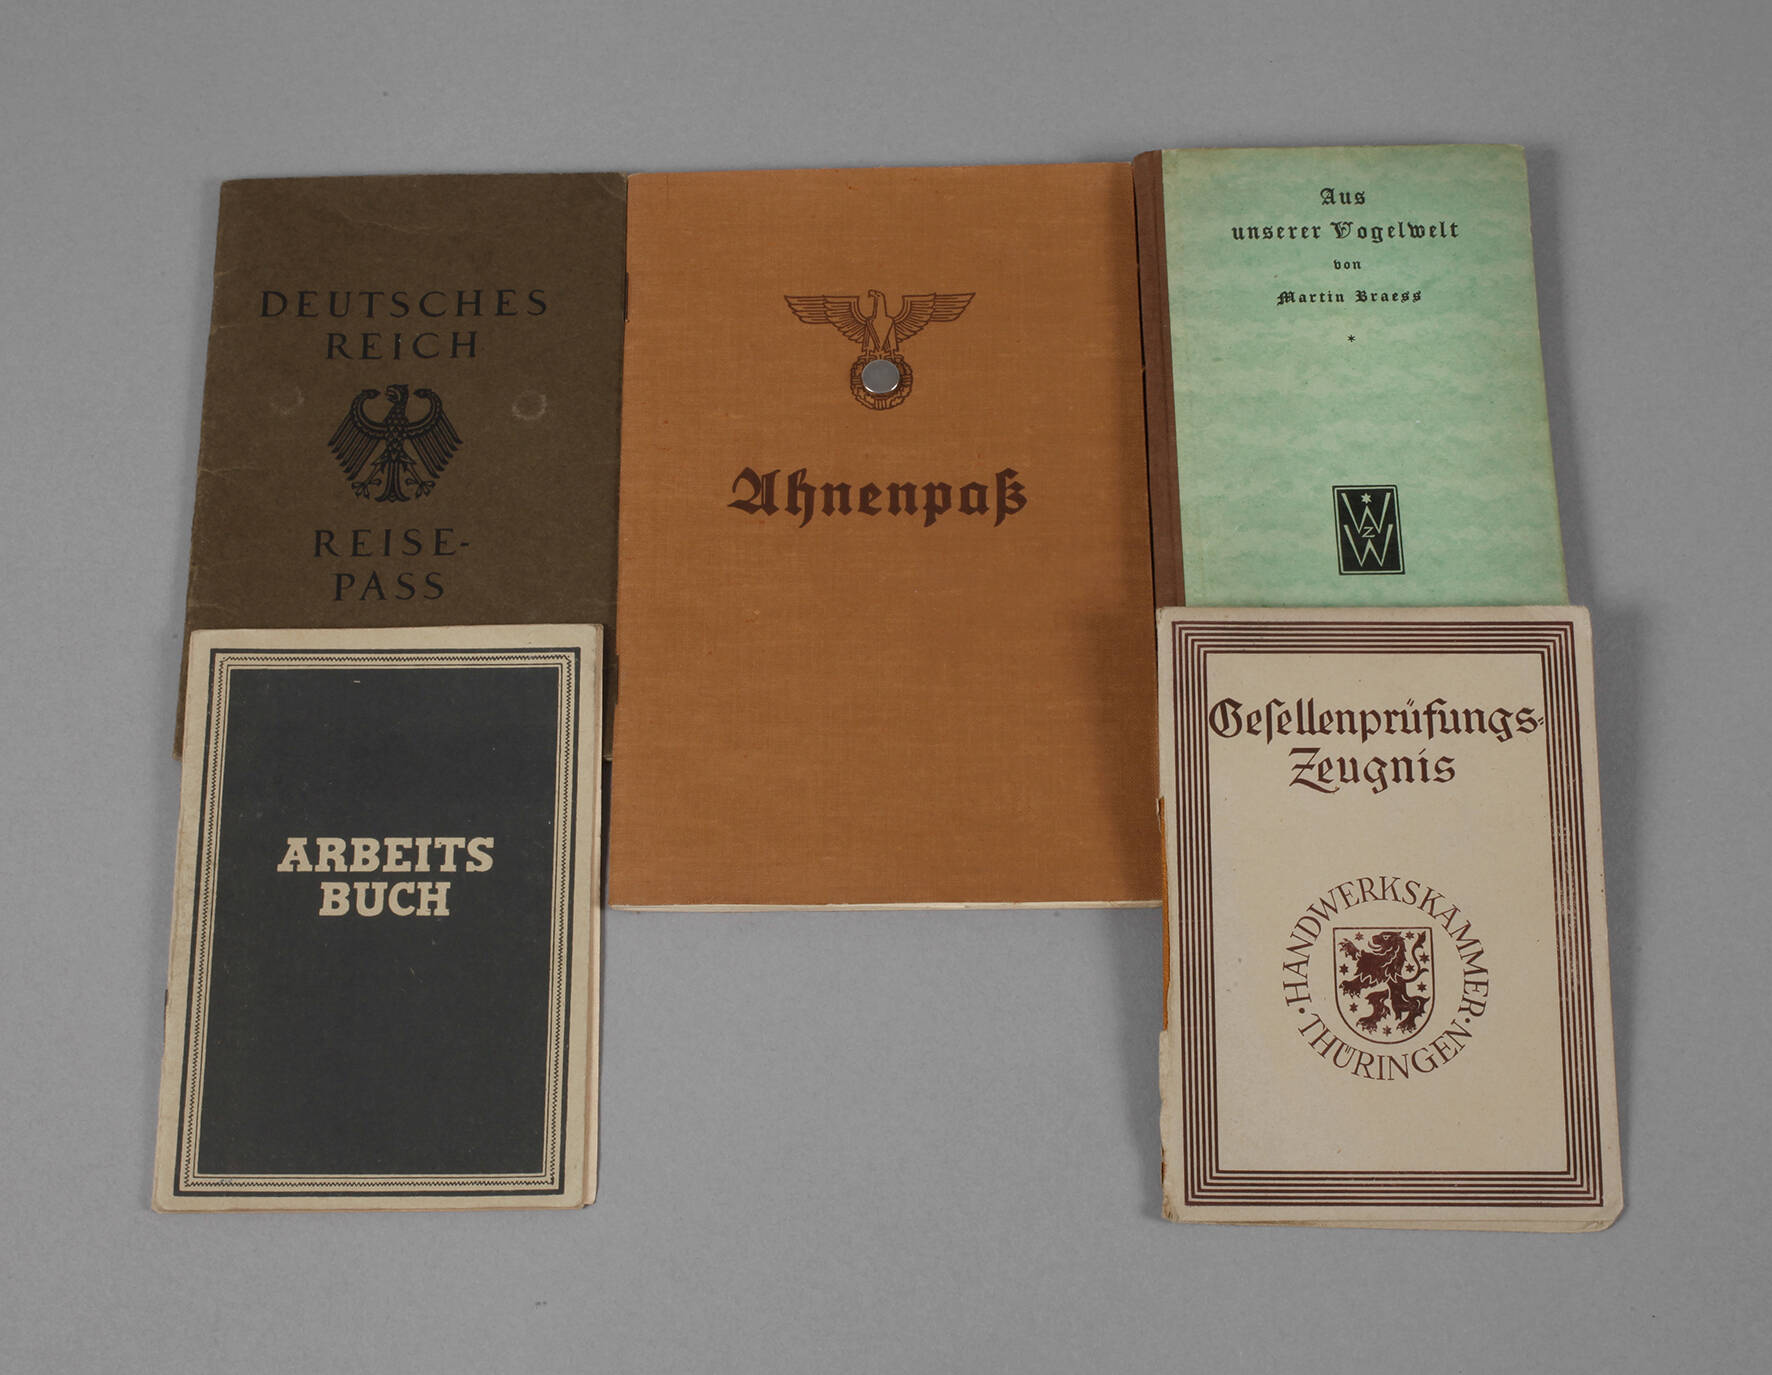 DEUTSCHES
REICH
REISE-
PASS
Ahnenpaß
Aus
unserer Vogelwelt
von
Martin Braess
*
WzW
ARBEITS
BUCH
Gesellenprüfungs-
Zeugnis
HANDWERKSKAMMER
· THÜRINGEN ·